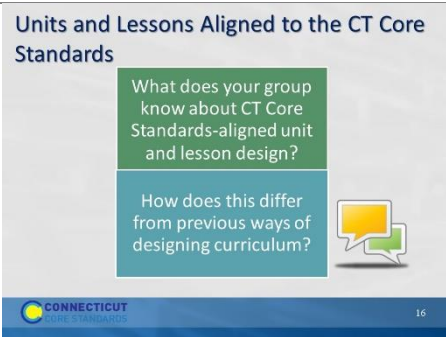 Units and Lessons Aligned to the CT Core
Standards
What does your group
know about CT Core
Standards-aligned unit
and lesson design?
How does this differ
from previous ways of
designing curriculum?
CONNECTICUT
CORE STANDARDS
16